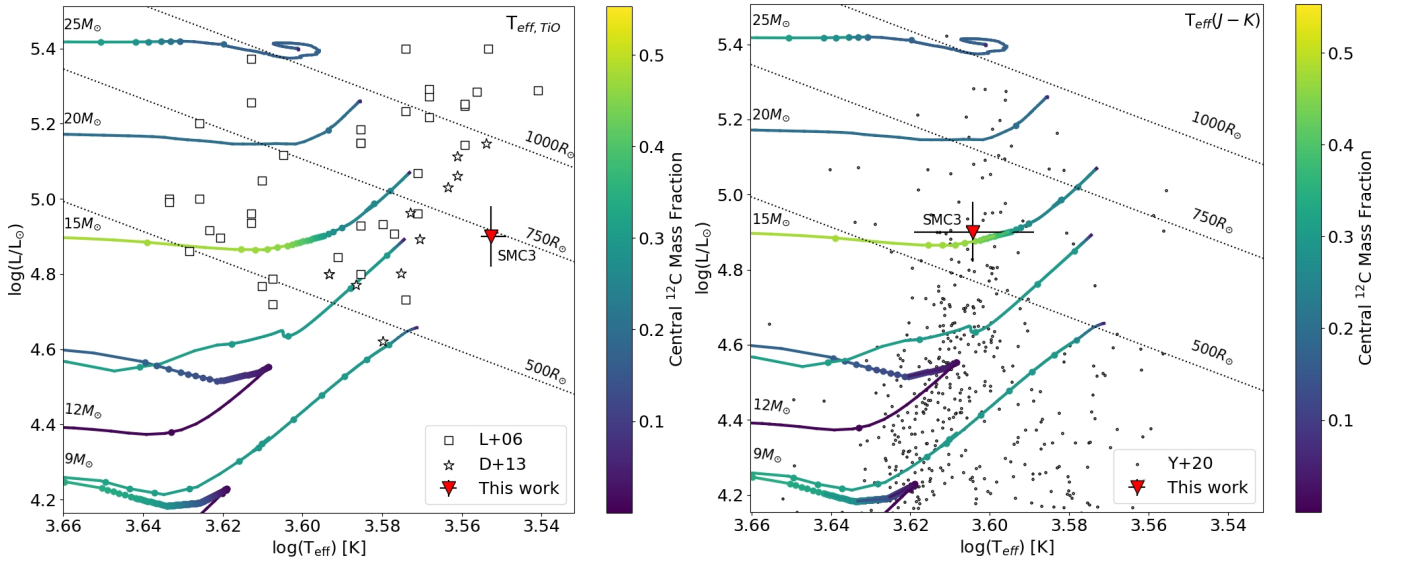 T_eff,TiO
25M⊙
20M⊙
15M⊙
12M⊙
9M⊙
1000R⊙
750R⊙
500R⊙
SMC3
L+06
D+13
This work
5.4
5.2
5.0
4.8
4.6
4.4
4.2
log(L/L⊙)
3.66
3.64
3.62
3.60
3.58
3.56
3.54
log(T_eff) [K]
0.5
0.4
0.3
0.2
0.1
Central ¹²C Mass Fraction
T_eff(J − K)
25M⊙
20M⊙
15M⊙
12M⊙
9M⊙
1000R⊙
750R⊙
500R⊙
SMC3
Y+20
This work
5.4
5.2
5.0
4.8
4.6
4.4
4.2
log(L/L⊙)
3.66
3.64
3.62
3.60
3.58
3.56
3.54
log(T_eff) [K]
0.5
0.4
0.3
0.2
0.1
Central ¹²C Mass Fraction